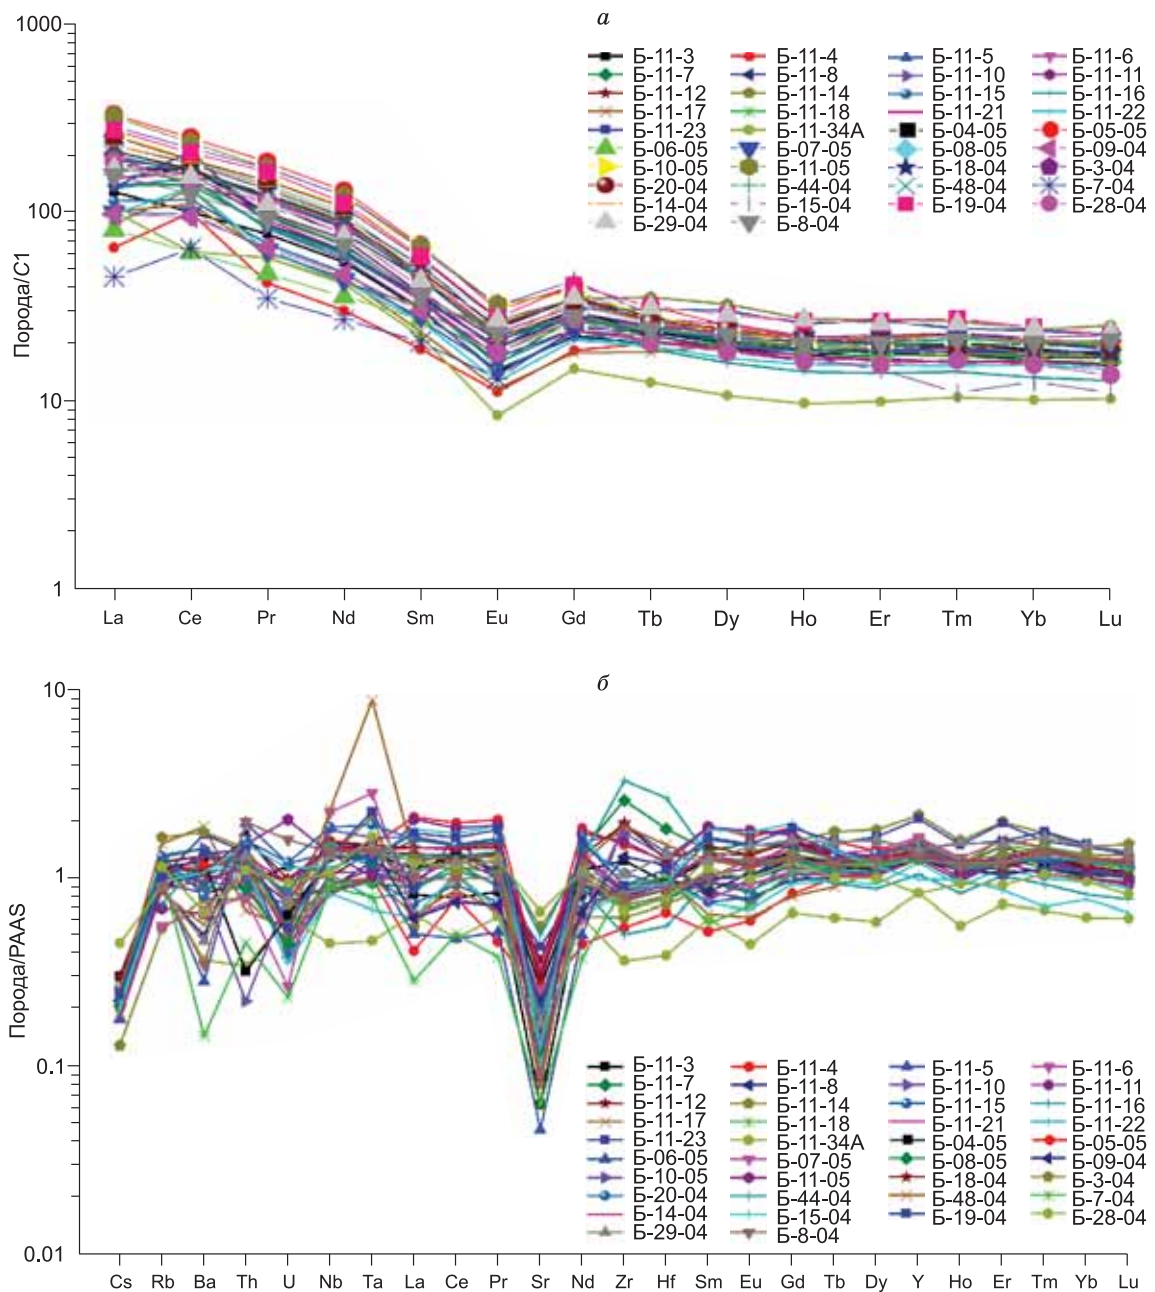 а
1000
100
10
1
Порода/C1
Б-11-3 Б-11-4 Б-11-5 Б-11-6
Б-11-7 Б-11-8 Б-11-10 Б-11-11
Б-11-12 Б-11-14 Б-11-15 Б-11-16
Б-11-17 Б-11-18 Б-11-21 Б-11-22
Б-11-23 Б-11-34А Б-04-05 Б-05-05
Б-06-05 Б-07-05 Б-08-05 Б-09-04
Б-10-05 Б-11-05 Б-18-04 Б-3-04
Б-20-04 Б-44-04 Б-48-04 Б-7-04
Б-14-04 Б-15-04 Б-19-04 Б-28-04
Б-29-04 Б-8-04
La Ce Pr Nd Sm Eu Gd Tb Dy Ho Er Tm Yb Lu
б
10
1
0.1
0.01
Порода/PAAS
Б-11-3 Б-11-4 Б-11-5 Б-11-6
Б-11-7 Б-11-8 Б-11-10 Б-11-11
Б-11-12 Б-11-14 Б-11-15 Б-11-16
Б-11-17 Б-11-18 Б-11-21 Б-11-22
Б-11-23 Б-11-34А Б-04-05 Б-05-05
Б-06-05 Б-07-05 Б-08-05 Б-09-04
Б-10-05 Б-11-05 Б-18-04 Б-3-04
Б-20-04 Б-44-04 Б-48-04 Б-7-04
Б-14-04 Б-15-04 Б-19-04 Б-28-04
Б-29-04 Б-8-04
Cs Rb Ba Th U Nb Ta La Ce Pr Sr Nd Zr Hf Sm Eu Gd Tb Dy Y Ho Er Tm Yb Lu